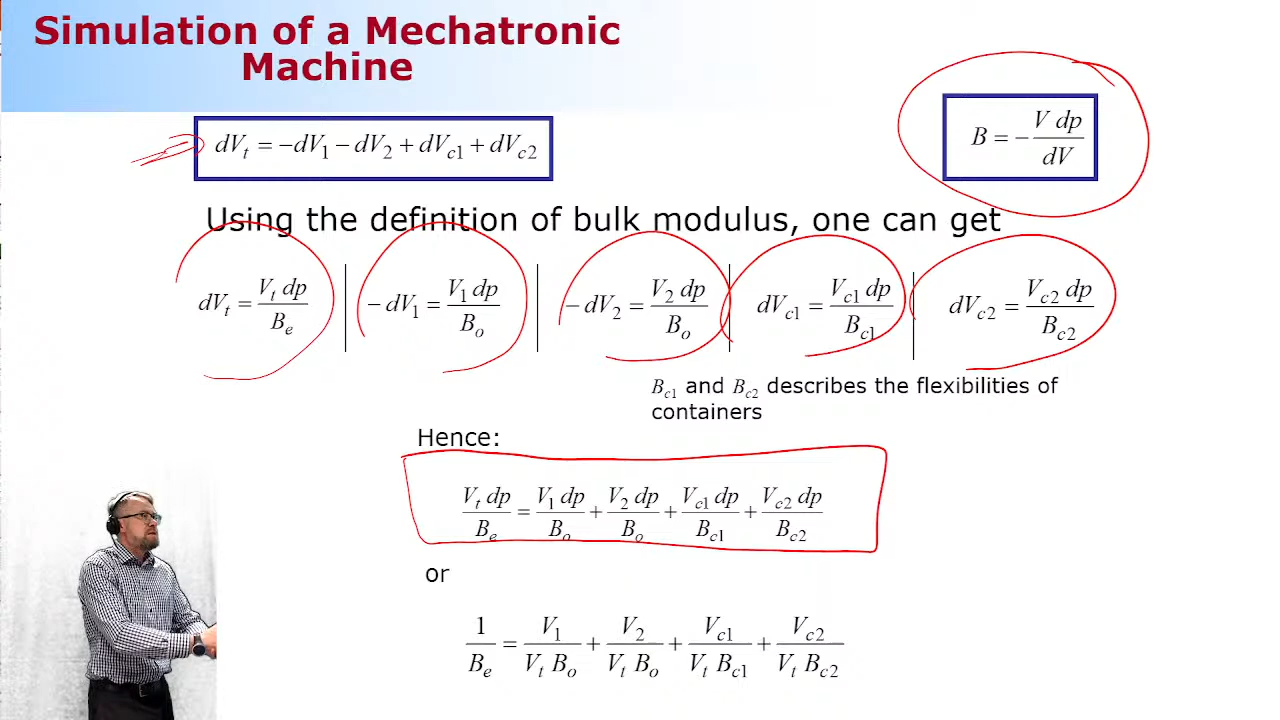 Simulation of a Mechatronic
Machine
dV_t = -dV_1 - dV_2 + dV_c1 + dV_c2
B = - V dp / dV
Using the definition of bulk modulus, one can get
dV_t = V_t dp / B_e | - dV_1 = V_1 dp / B_o | - dV_2 = V_2 dp / B_o | dV_c1 = V_c1 dp / B_c1 | dV_c2 = V_c2 dp / B_c2
B_c1 and B_c2 describes the flexibilities of
containers
Hence:
V_t dp / B_e = V_1 dp / B_o + V_2 dp / B_o + V_c1 dp / B_c1 + V_c2 dp / B_c2
or
1 / B_e = V_1 / V_t B_o + V_2 / V_t B_o + V_c1 / V_t B_c1 + V_c2 / V_t B_c2